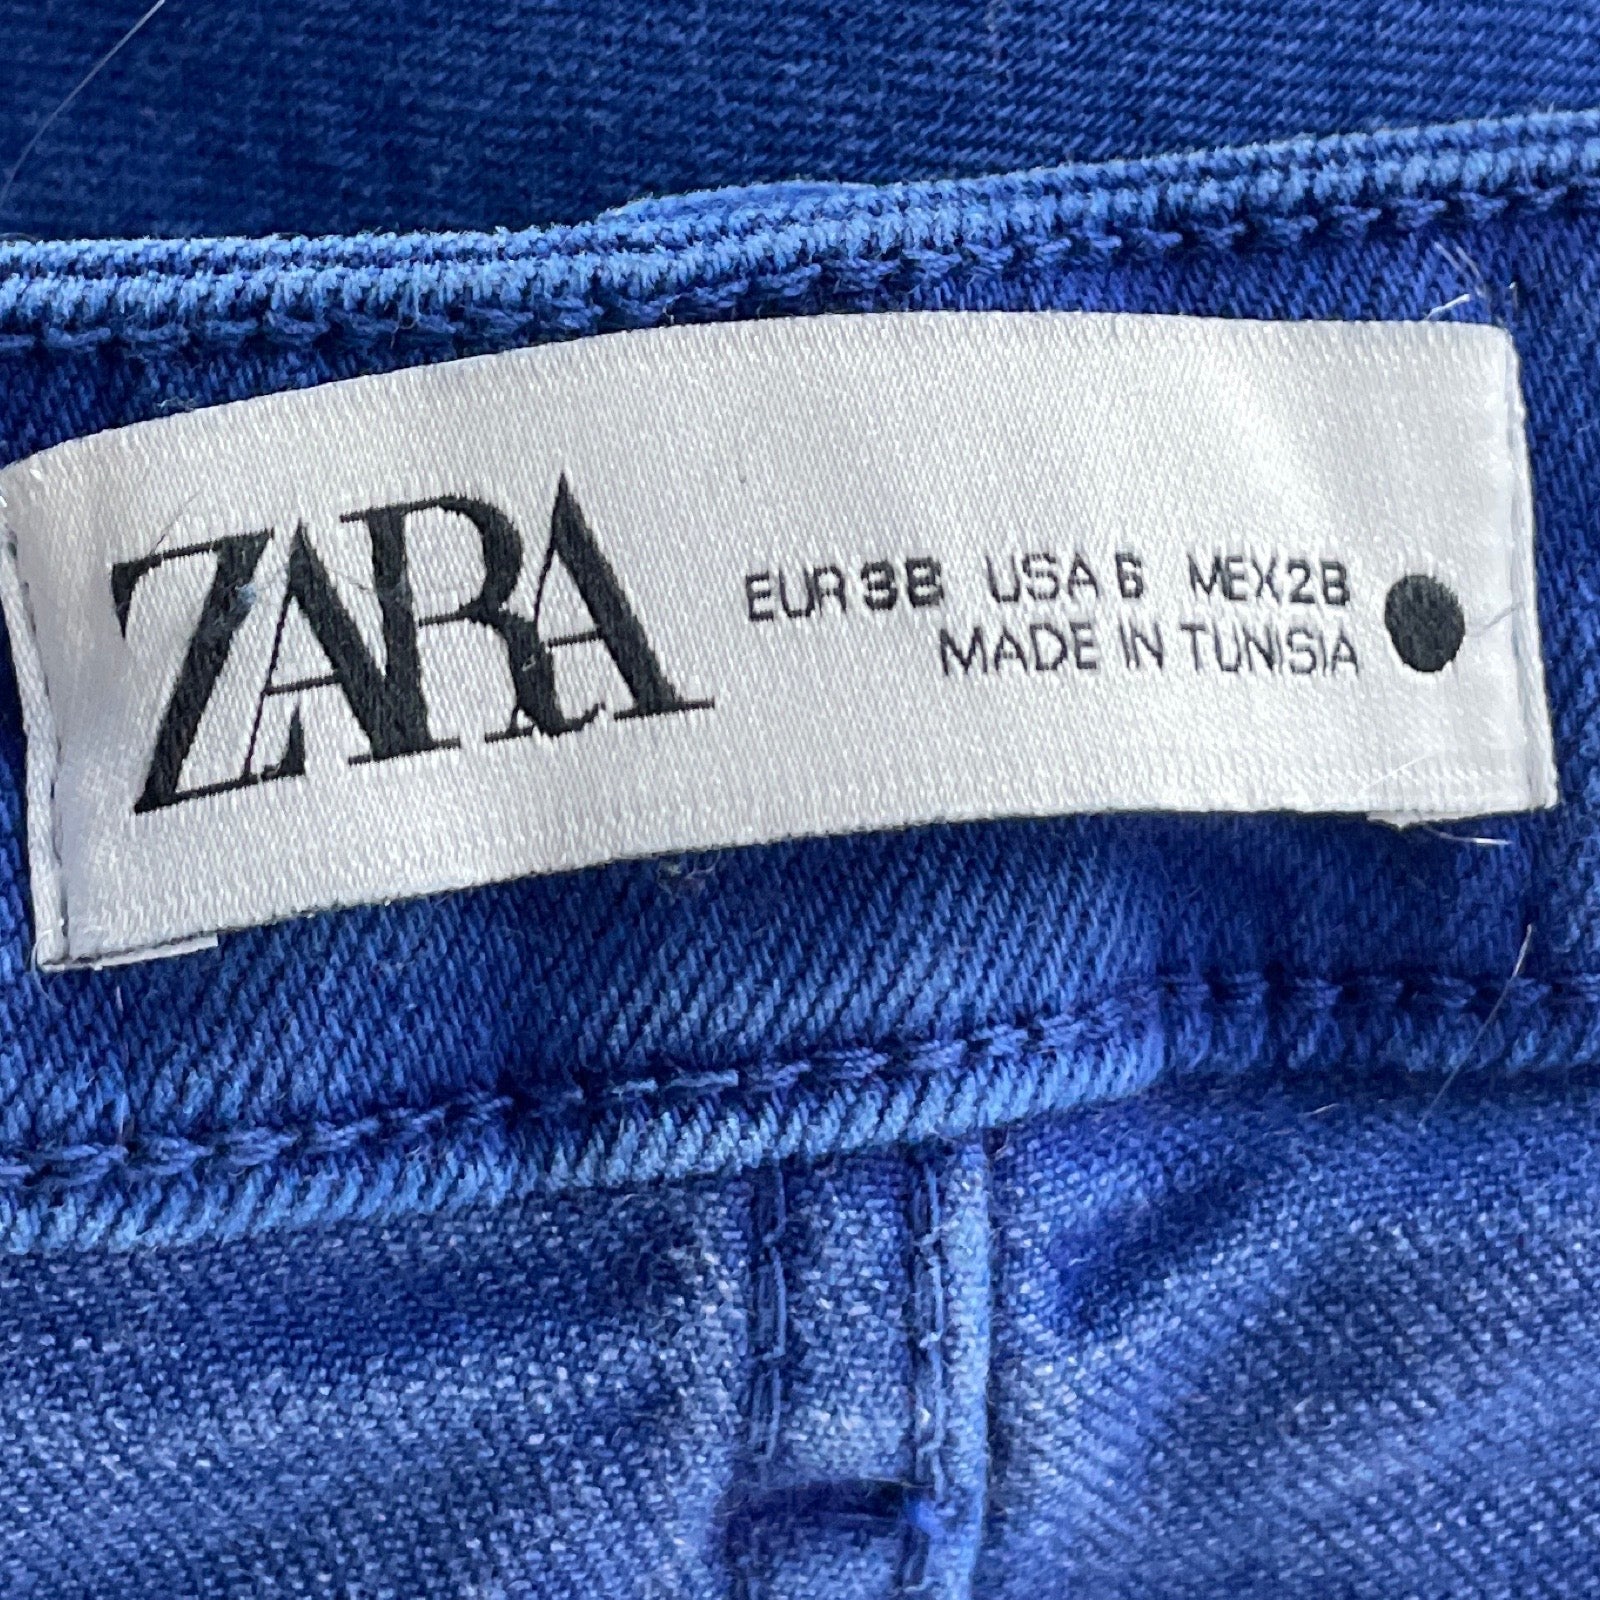 ZARA
EUR 38 USA 6 MEX 28
MADE IN TUNISIA